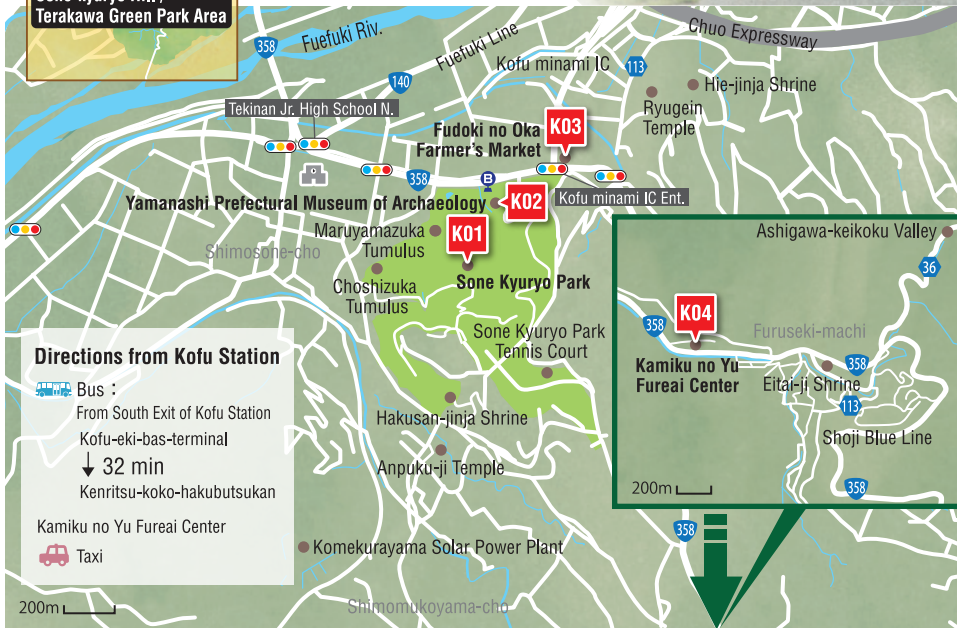 Terakawa Green Park Area
358
Fuefuki Riv.
Fuefuki Line
140
Chuo Expressway
Kofu minami IC
113
Hie-jinja Shrine
Ryugein
Temple
Tekinan Jr. High School N.
Fudoki no Oka
Farmer's Market
K03
358
B
Kofu minami IC Ent.
Yamanashi Prefectural Museum of Archaeology
K02
Maruyamazuka
Tumulus
K01
Shimosone-cho
Choshizuka
Tumulus
Sone Kyuryo Park
Sone Kyuryo Park
Tennis Court
Hakusan-jinja Shrine
Anpuku-ji Temple
Komekurayama Solar Power Plant
Shimomukoyama-cho
358
200m
Directions from Kofu Station
Bus :
From South Exit of Kofu Station
Kofu-eki-bas-terminal
32 min
Kenritsu-koko-hakubutsukan
Kamiku no Yu Fureai Center
Taxi
Ashigawa-keikoku Valley
36
358
K04
Furuseki-machi
Kamiku no Yu
Fureai Center
358
Eitai-ji Shrine
113
Shoji Blue Line
358
200m